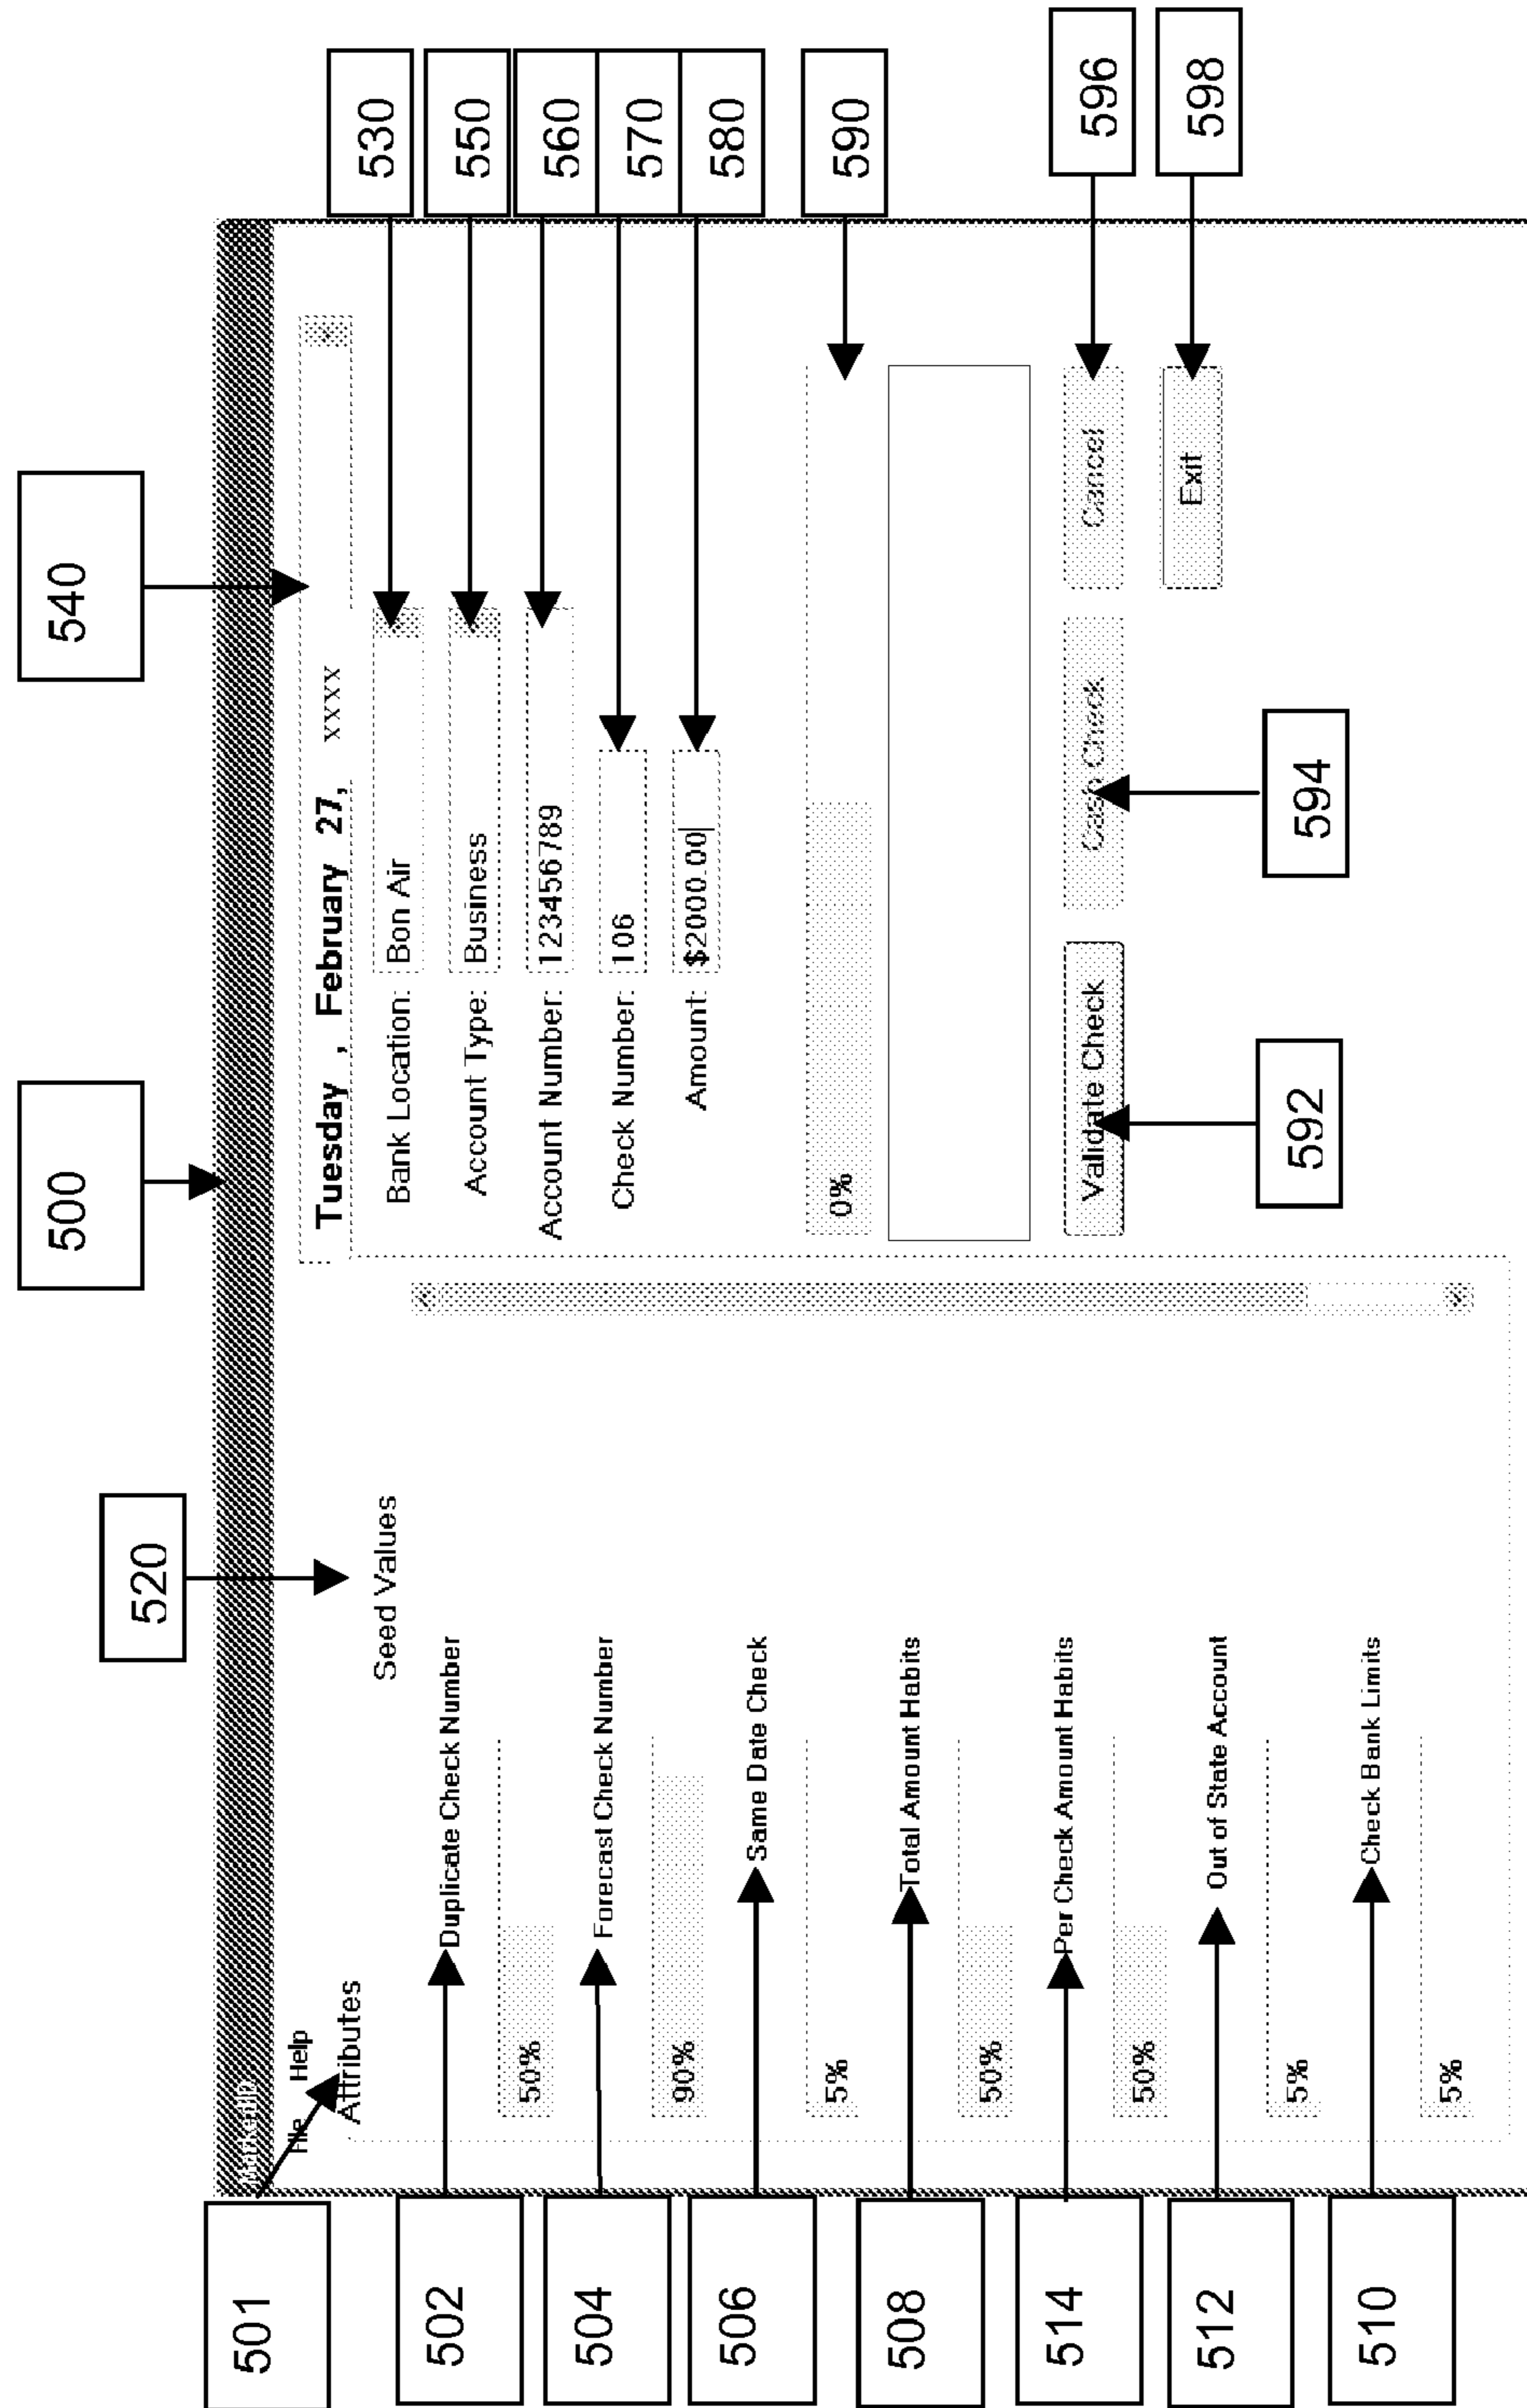 540
500
520
File Help
Attributes
Seed Values
501
502
Duplicate Check Number
50%
504
Forecast Check Number
90%
506
Same Date Check
5%
508
Total Amount Habits
50%
514
Per Check Amount Habits
50%
512
Out of State Account
5%
510
Check Bank Limits
5%
Tuesday , February 27, xxxx
Bank Location: Bon Air
530
Account Type: Business
550
Account Number: 123456789
560
Check Number: 106
570
Amount: $2000.00
580
0%
590
Validate Check Cash Check Cancel
596
Exit
598
592
594